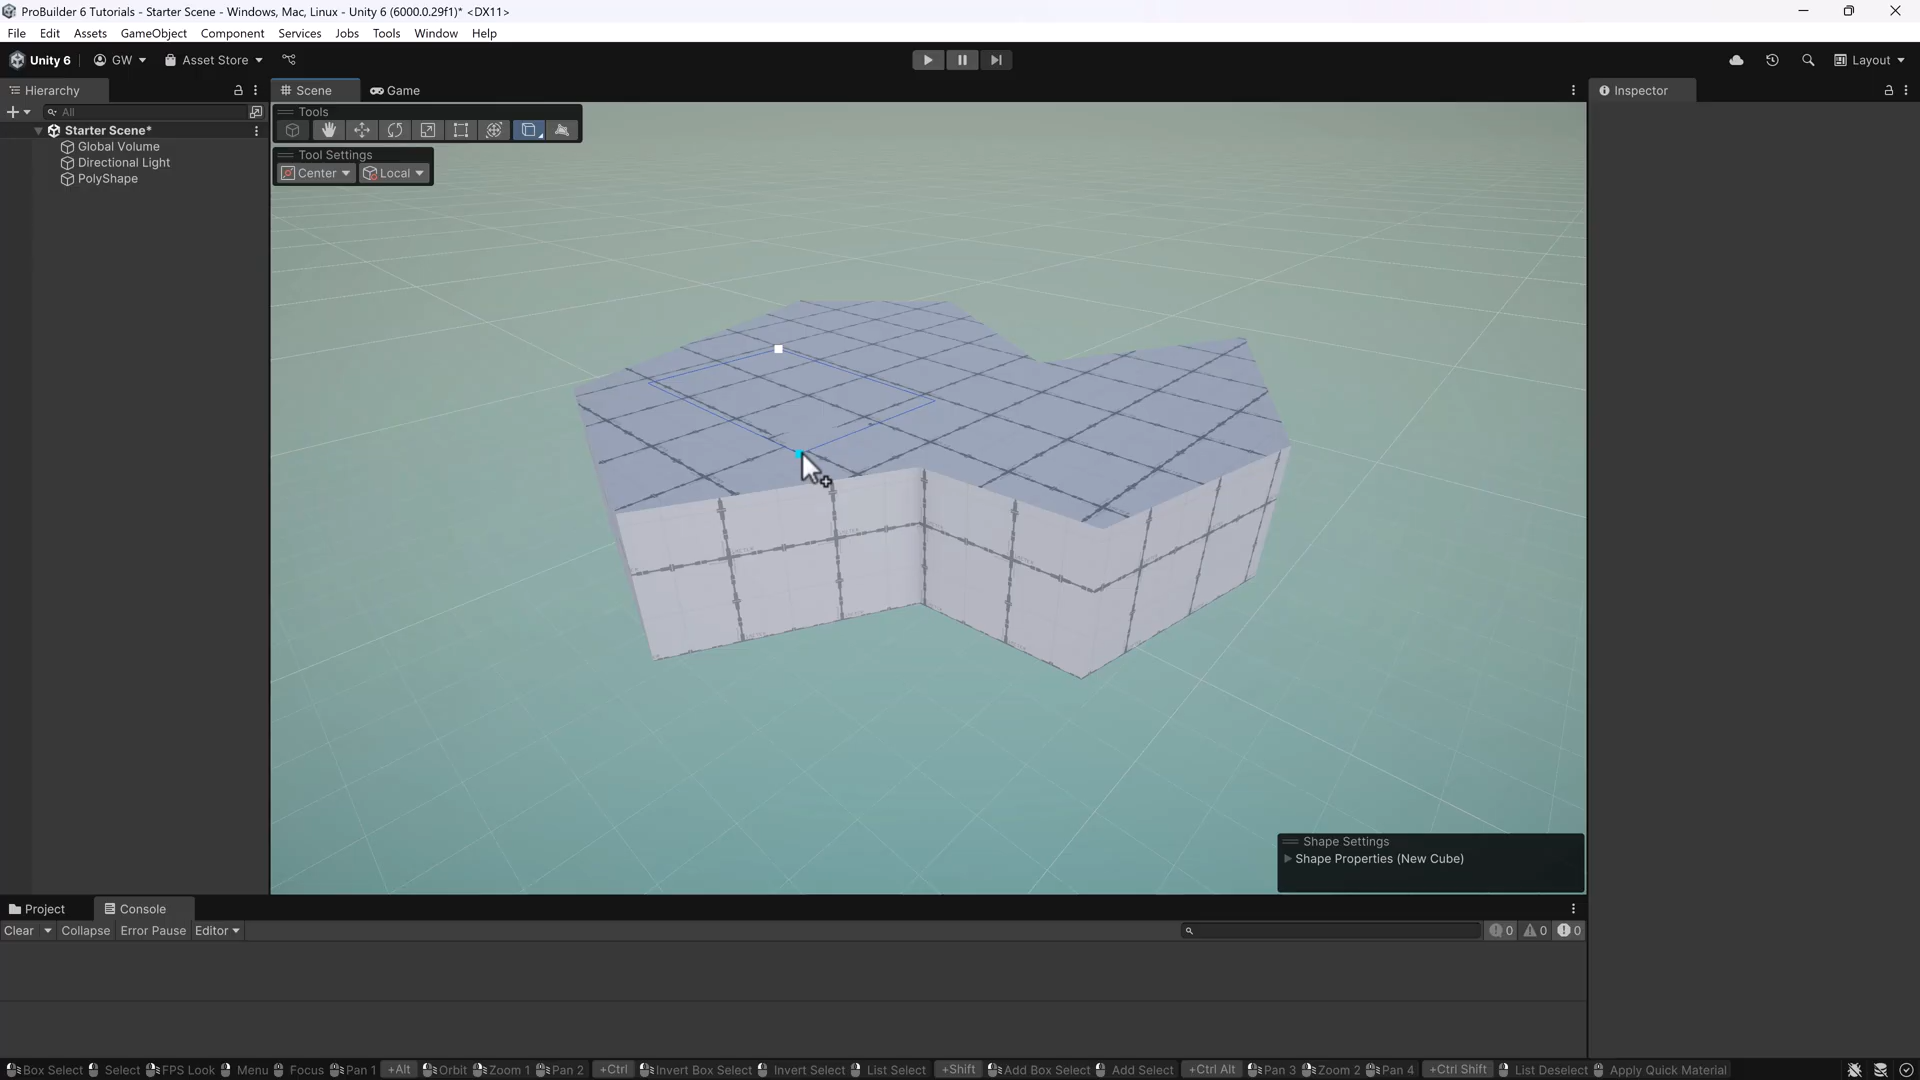 ProBuilder 6 Tutorials - Starter Scene - Windows, Mac, Linux - Unity 6 (6000.0.29f1)* <DX11>
File Edit Assets GameObject Component Services Jobs Tools Window Help
Unity 6 GW Asset Store Layout
Hierarchy Scene Game Inspector
All
Tools
Starter Scene*
Global Volume
Directional Light
PolyShape
Tool Settings
Center Local
Shape Settings
Shape Properties (New Cube)
Project Console
Clear Collapse Error Pause Editor 0 0 0
Box Select Select FPS Look Menu Focus Pan 1 +Alt Orbit Zoom 1 Pan 2 +Ctrl Invert Box Select Invert Select List Select +Shift Add Box Select Add Select +Ctrl Alt Pan 3 Zoom 2 Pan 4 +Ctrl Shift List Deselect Apply Quick Material